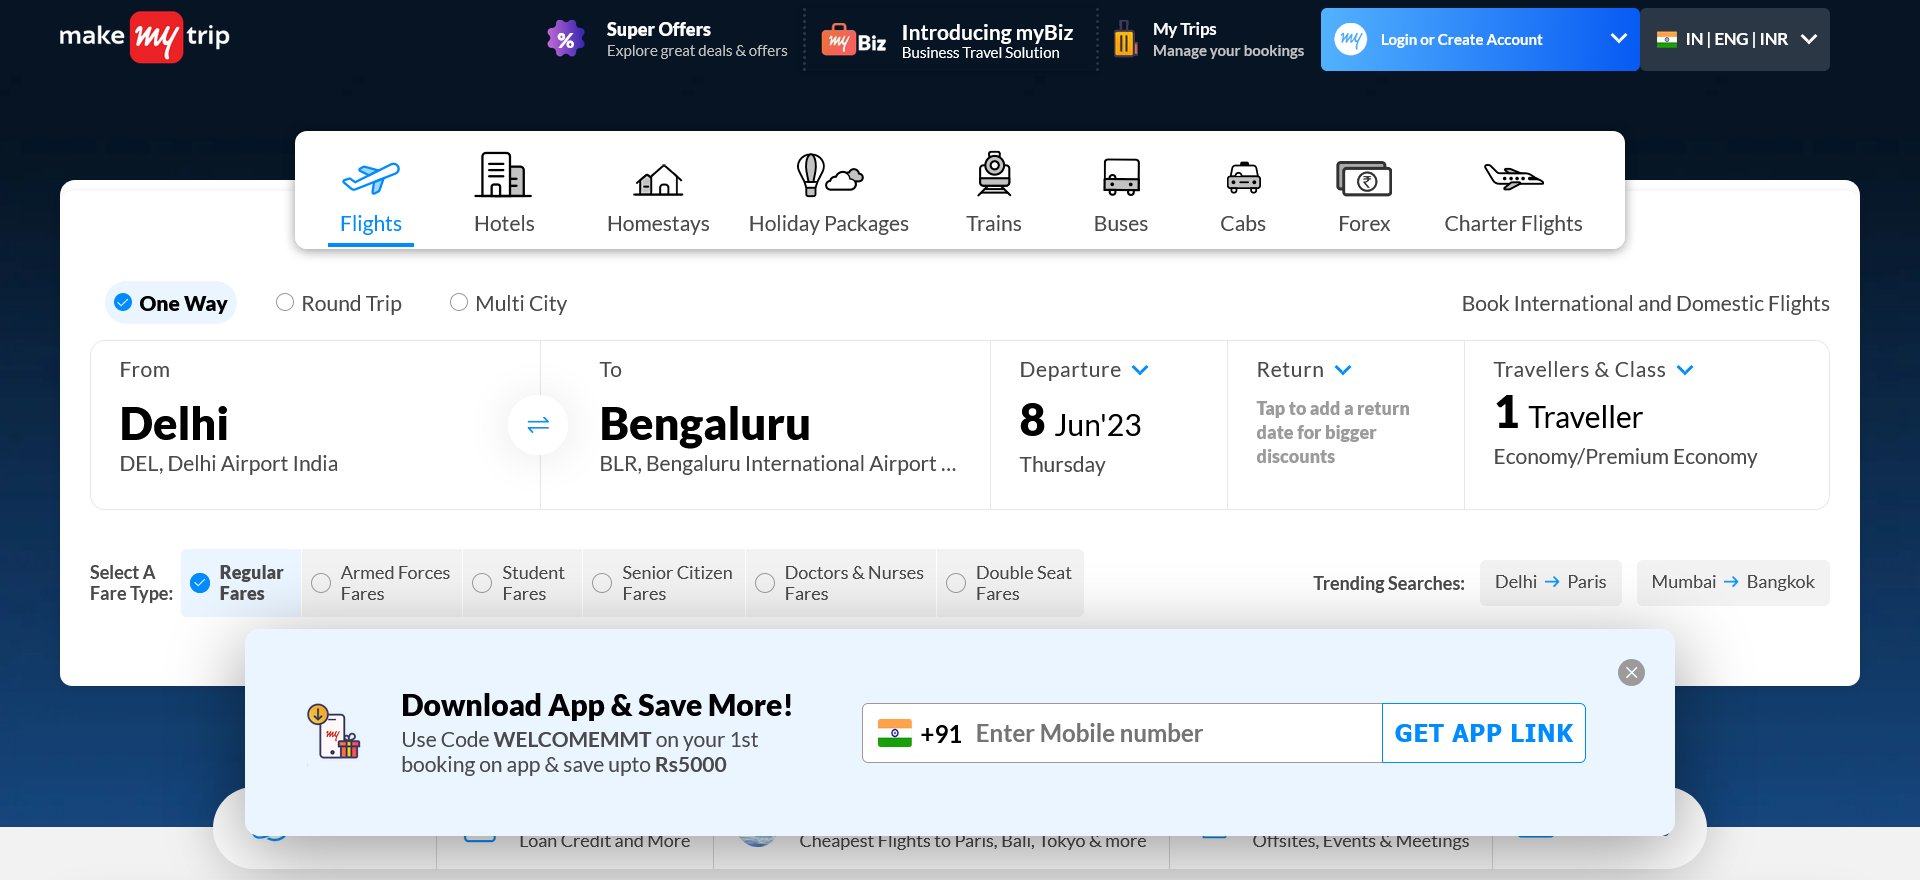 make my trip
Super Offers
Explore great deals & offers
my Biz
Introducing myBiz
Business Travel Solution
My Trips
Manage your bookings
my
Login or Create Account
IN | ENG | INR
Flights
Hotels
Homestays
Holiday Packages
Trains
Buses
Cabs
Forex
Charter Flights
One Way
Round Trip
Multi City
Book International and Domestic Flights
From
Delhi
DEL, Delhi Airport India
To
Bengaluru
BLR, Bengaluru International Airport ...
Departure
8 Jun'23
Thursday
Return
Tap to add a return
date for bigger
discounts
Travellers & Class
1 Traveller
Economy/Premium Economy
Select A
Fare Type:
Regular
Fares
Armed Forces
Fares
Student
Fares
Senior Citizen
Fares
Doctors & Nurses
Fares
Double Seat
Fares
Trending Searches:
Delhi → Paris
Mumbai → Bangkok
my
Download App & Save More!
Use Code WELCOMEMMT on your 1st
booking on app & save upto Rs5000
+91 Enter Mobile number
GET APP LINK
Loan Credit and More
Cheapest Flights to Paris, Bali, Tokyo & more
Offsites, Events & Meetings